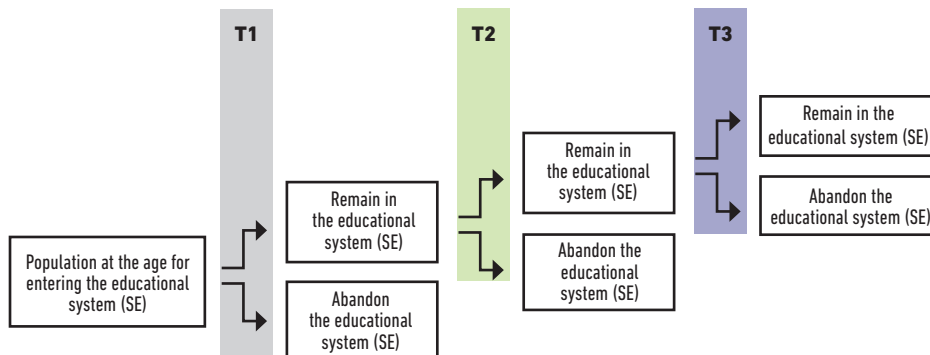 T1
T2
T3
Population at the age for
entering the educational
system (SE)
Remain in
the educational
system (SE)
Abandon
the educational
system (SE)
Remain in
the educational
system (SE)
Abandon the
educational
system (SE)
Remain in the
educational system (SE)
Abandon the
educational system (SE)